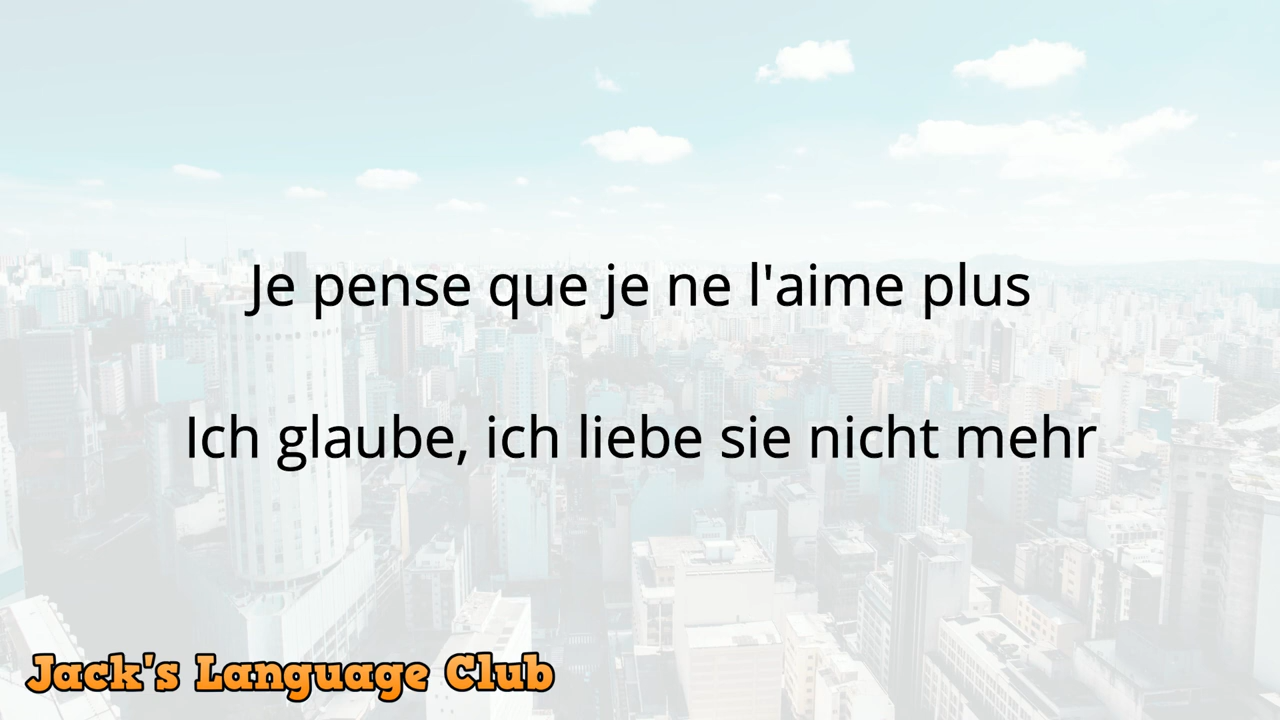 Je pense que je ne l'aime plus
Ich glaube, ich liebe sie nicht mehr
Jack's Language Club